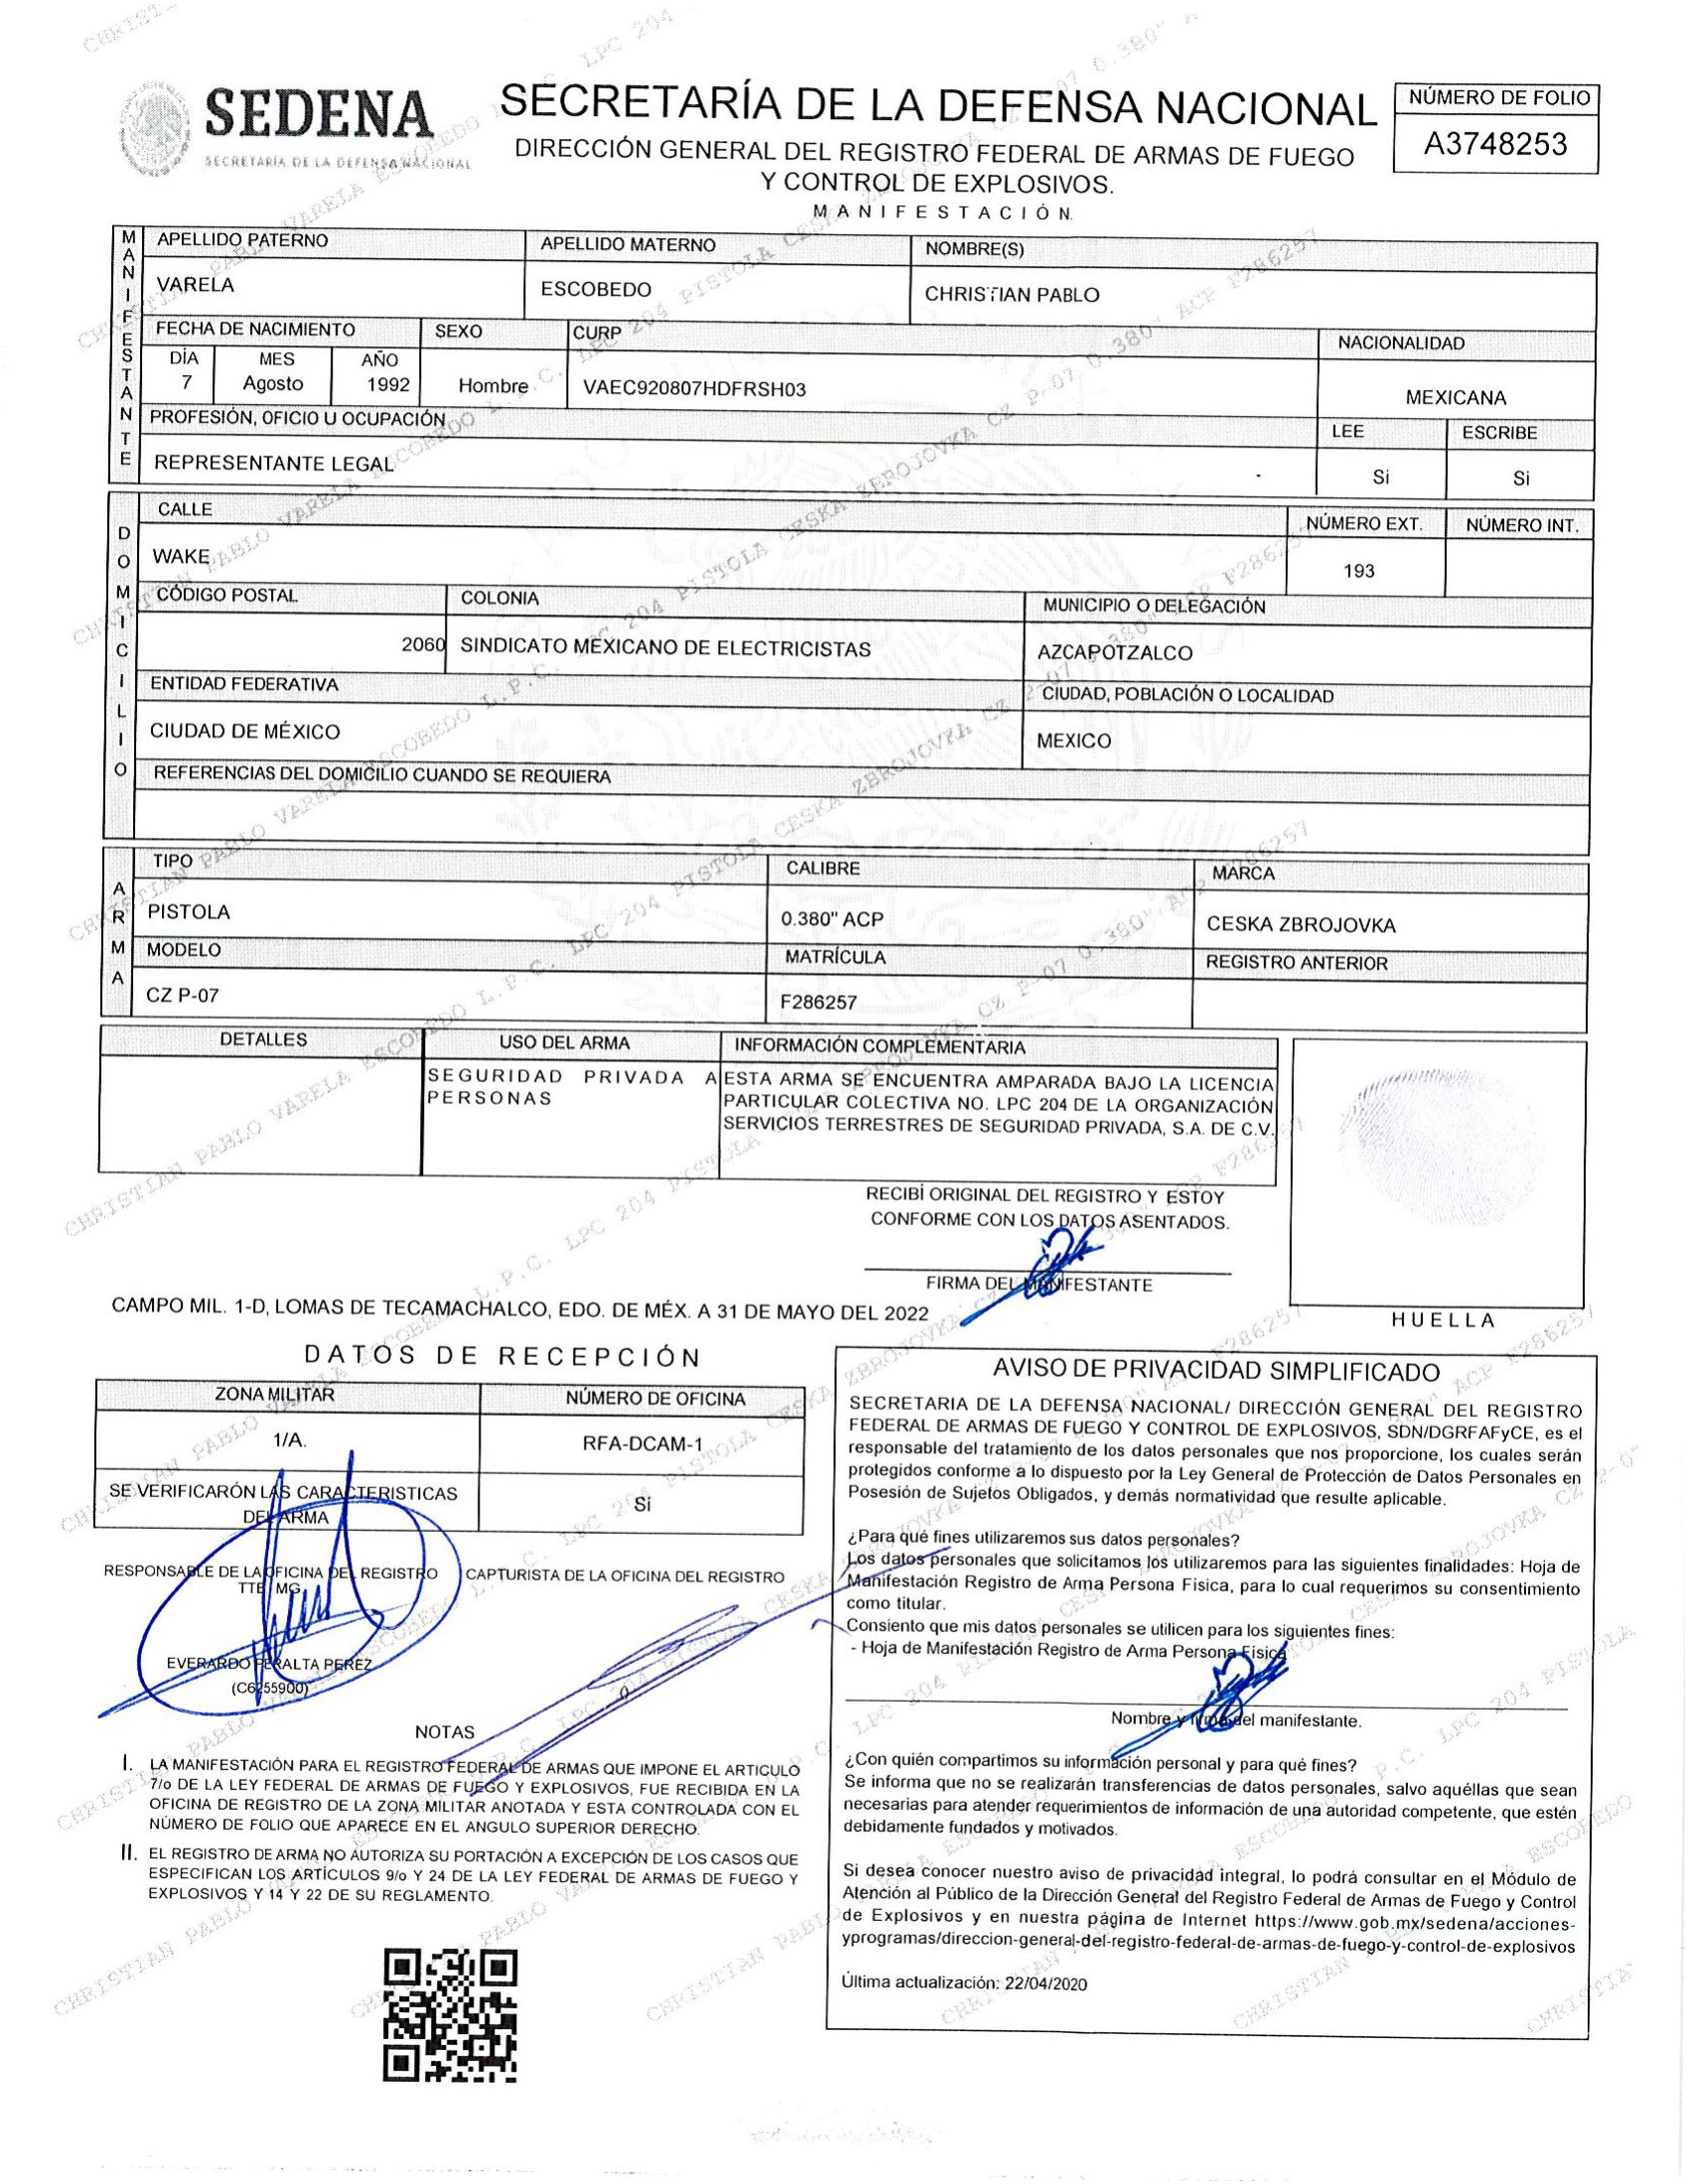 SEDENA
SECRETARÍA DE LA DEFENSA NACIONAL
SECRETARÍA DE LA DEFENSA NACIONAL
DIRECCIÓN GENERAL DEL REGISTRO FEDERAL DE ARMAS DE FUEGO
Y CONTROL DE EXPLOSIVOS.
MANIFESTACIÓN.
NÚMERO DE FOLIO
A3748253
MANIFESTANTE
APELLIDO PATERNO APELLIDO MATERNO NOMBRE(S)
VARELA ESCOBEDO CHRISTIAN PABLO
FECHA DE NACIMIENTO SEXO CURP NACIONALIDAD
DÍA MES AÑO
7 Agosto 1992 Hombre VAEC920807HDFRSH03 MEXICANA
PROFESIÓN, OFICIO U OCUPACIÓN LEE ESCRIBE
REPRESENTANTE LEGAL - Si Si
DOMICILIO
CALLE NÚMERO EXT. NÚMERO INT.
WAKE 193
CÓDIGO POSTAL COLONIA MUNICIPIO O DELEGACIÓN
2060 SINDICATO MEXICANO DE ELECTRICISTAS AZCAPOTZALCO
ENTIDAD FEDERATIVA CIUDAD, POBLACIÓN O LOCALIDAD
CIUDAD DE MÉXICO MEXICO
REFERENCIAS DEL DOMICILIO CUANDO SE REQUIERA
ARMA
TIPO CALIBRE MARCA
PISTOLA 0.380" ACP CESKA ZBROJOVKA
MODELO MATRÍCULA REGISTRO ANTERIOR
CZ P-07 F286257
DETALLES USO DEL ARMA INFORMACIÓN COMPLEMENTARIA
SEGURIDAD PRIVADA A
PERSONAS
ESTA ARMA SE ENCUENTRA AMPARADA BAJO LA LICENCIA
PARTICULAR COLECTIVA NO. LPC 204 DE LA ORGANIZACIÓN
SERVICIOS TERRESTRES DE SEGURIDAD PRIVADA, S.A. DE C.V.
RECIBÍ ORIGINAL DEL REGISTRO Y ESTOY
CONFORME CON LOS DATOS ASENTADOS.
FIRMA DEL MANIFESTANTE
HUELLA
CAMPO MIL. 1-D, LOMAS DE TECAMACHALCO, EDO. DE MÉX. A 31 DE MAYO DEL 2022
DATOS DE RECEPCIÓN
ZONA MILITAR NÚMERO DE OFICINA
1/A. RFA-DCAM-1
SE VERIFICARÓN LAS CARACTERISTICAS
DEL ARMA
Si
RESPONSABLE DE LA OFICINA DEL REGISTRO CAPTURISTA DE LA OFICINA DEL REGISTRO
TTE. MG.
EVERARDO PERALTA PEREZ
(C6255900)
NOTAS
I. LA MANIFESTACIÓN PARA EL REGISTRO FEDERAL DE ARMAS QUE IMPONE EL ARTICULO
7/o DE LA LEY FEDERAL DE ARMAS DE FUEGO Y EXPLOSIVOS, FUE RECIBIDA EN LA
OFICINA DE REGISTRO DE LA ZONA MILITAR ANOTADA Y ESTA CONTROLADA CON EL
NÚMERO DE FOLIO QUE APARECE EN EL ANGULO SUPERIOR DERECHO.
II. EL REGISTRO DE ARMA NO AUTORIZA SU PORTACIÓN A EXCEPCIÓN DE LOS CASOS QUE
ESPECIFICAN LOS ARTÍCULOS 9/o Y 24 DE LA LEY FEDERAL DE ARMAS DE FUEGO Y
EXPLOSIVOS Y 14 Y 22 DE SU REGLAMENTO.
AVISO DE PRIVACIDAD SIMPLIFICADO
SECRETARIA DE LA DEFENSA NACIONAL/ DIRECCIÓN GENERAL DEL REGISTRO
FEDERAL DE ARMAS DE FUEGO Y CONTROL DE EXPLOSIVOS, SDN/DGRFAFyCE, es el
responsable del tratamiento de los datos personales que nos proporcione, los cuales serán
protegidos conforme a lo dispuesto por la Ley General de Protección de Datos Personales en
Posesión de Sujetos Obligados, y demás normatividad que resulte aplicable.
¿Para qué fines utilizaremos sus datos personales?
Los datos personales que solicitamos los utilizaremos para las siguientes finalidades: Hoja de
Manifestación Registro de Arma Persona Física, para lo cual requerimos su consentimiento
como titular.
Consiento que mis datos personales se utilicen para los siguientes fines:
- Hoja de Manifestación Registro de Arma Persona Física
Nombre y firma del manifestante.
¿Con quién compartimos su información personal y para qué fines?
Se informa que no se realizarán transferencias de datos personales, salvo aquéllas que sean
necesarias para atender requerimientos de información de una autoridad competente, que estén
debidamente fundados y motivados.
Si desea conocer nuestro aviso de privacidad integral, lo podrá consultar en el Módulo de
Atención al Público de la Dirección General del Registro Federal de Armas de Fuego y Control
de Explosivos y en nuestra página de Internet https://www.gob.mx/sedena/acciones-
yprogramas/direccion-general-del-registro-federal-de-armas-de-fuego-y-control-de-explosivos
Última actualización: 22/04/2020
CHRISTIAN PABLO VARELA ESCOBEDO L.P.C. LPC 204 PISTOLA CESKA ZBROJOVKA CZ P-07 0.380" ACP F286257